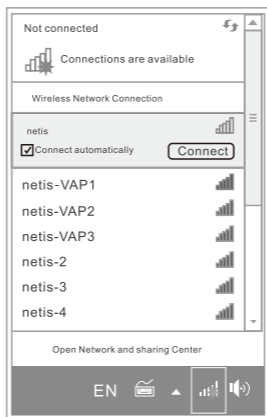 Not connected
Connections are available
Wireless Network Connection
netis
Connect automatically
Connect
netis-VAP1
netis-VAP2
netis-VAP3
netis-2
netis-3
netis-4
Open Network and sharing Center
EN